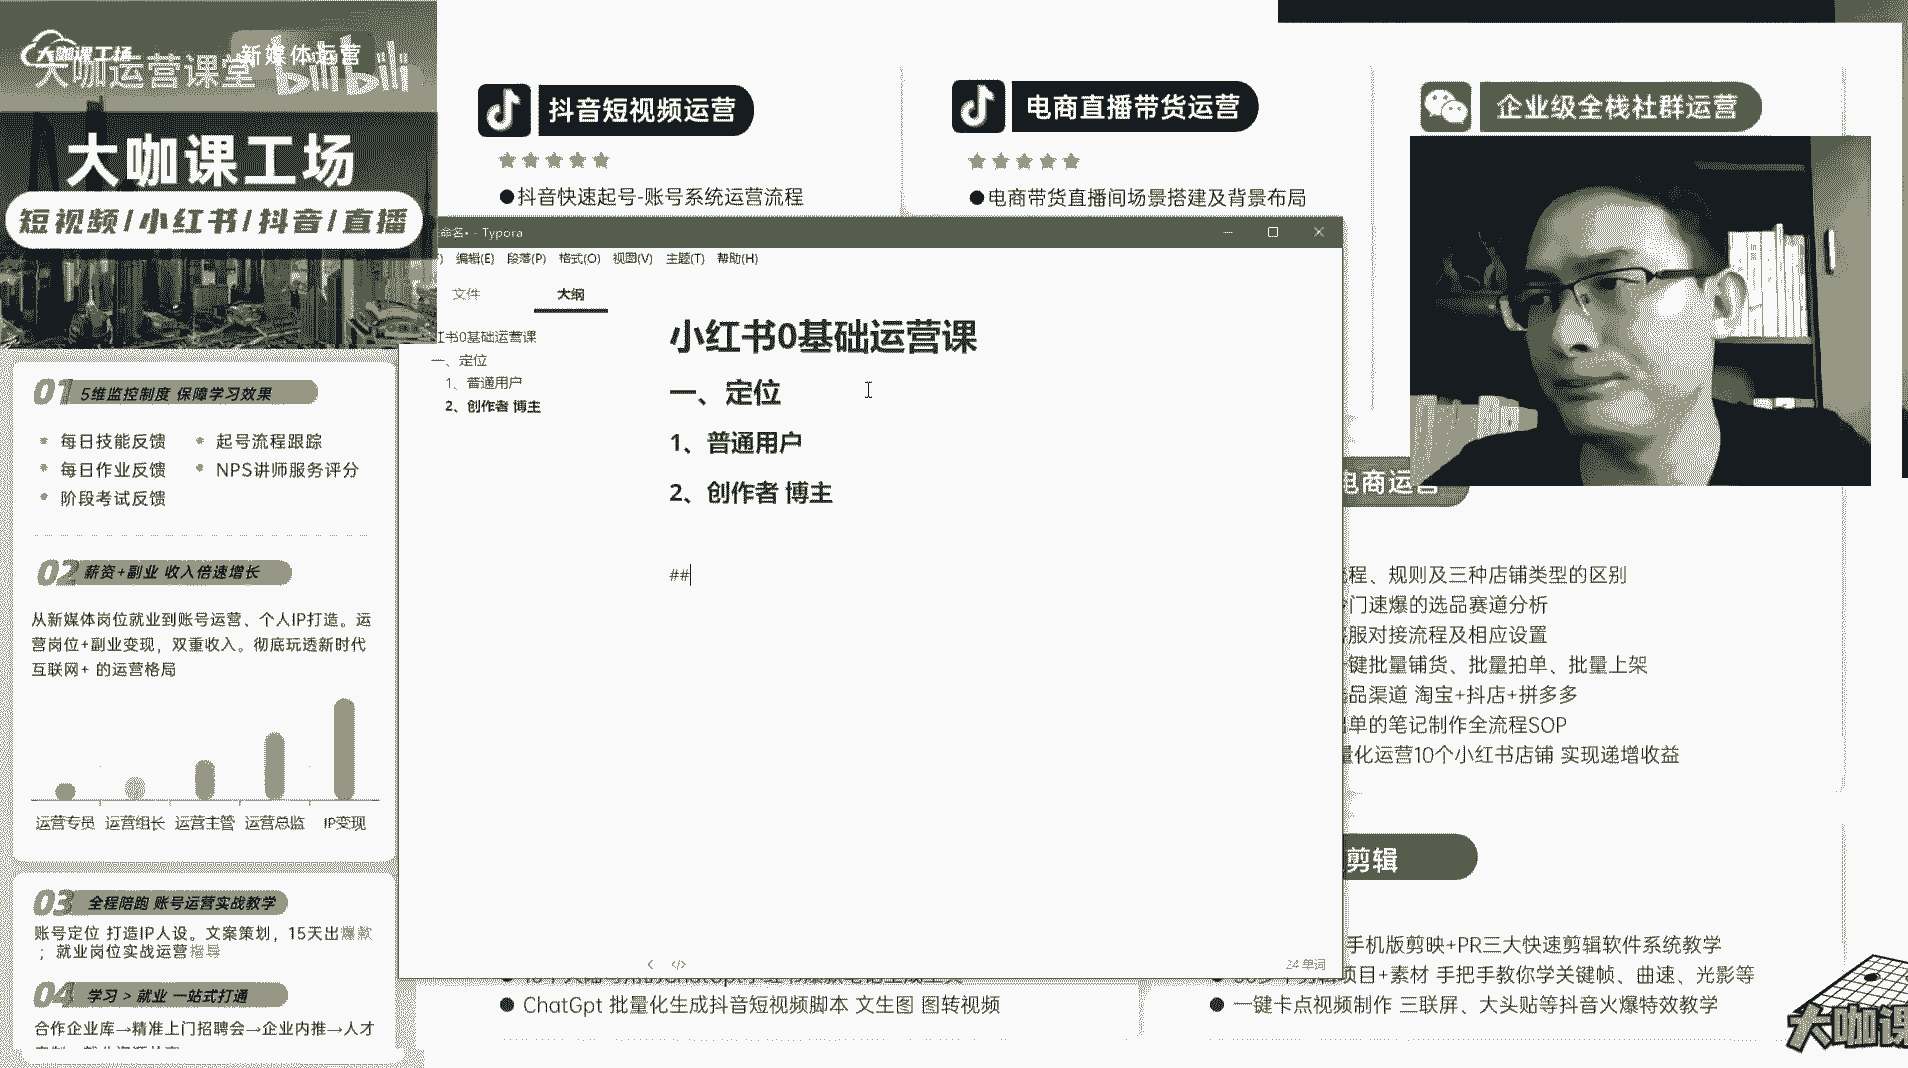 大咖课工场
新媒体运营
大咖运营课堂 bilibili
大咖课工场
短视频/小红书/抖音/直播
01 5维监控制度 保障学习效果
每日技能反馈
起号流程跟踪
每日作业反馈
NPS讲师服务评分
阶段考试反馈
02 薪资+副业 收入倍速增长
从新媒体岗位就业到账号运营、个人IP打造。运
营岗位+副业变现，双重收入。彻底玩透新时代
互联网+ 的运营格局
运营专员 运营组长 运营主管 运营总监 IP变现
03 全程陪跑 账号运营实战教学
账号定位 打造IP人设。文案策划，15天出爆款
；就业岗位实战运营指导
04 学习 > 就业 一站式打通
合作企业库→精准上门招聘会→企业内推→人才
抖音短视频运营
●抖音快速起号-账号系统运营流程
电商直播带货运营
●电商带货直播间场景搭建及背景布局
企业级全栈社群运营
命名• - Typora
编辑(E) 段落(P) 格式(O) 视图(V) 主题(T) 帮助(H)
文件
大纲
书0基础运营课
一、定位
1、普通用户
2、创作者 博主
小红书0基础运营课
一、定位
1、普通用户
2、创作者 博主
##
24 单词
电商运营
程、规则及三种店铺类型的区别
门速爆的选品赛道分析
服对接流程及相应设置
键批量铺货、批量拍单、批量上架
品渠道 淘宝+抖店+拼多多
单的笔记制作全流程SOP
量化运营10个小红书店铺 实现递增收益
剪辑
手机版剪映+PR三大快速剪辑软件系统教学
项目+素材 手把手教你学关键帧、曲速、光影等
● 一键卡点视频制作 三联屏、大头贴等抖音火爆特效教学
● ChatGpt 批量化生成抖音短视频脚本 文生图 图转视频
大咖课